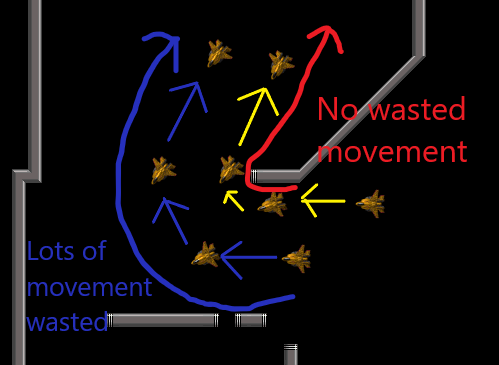 No wasted
movement
Lots of
movement
wasted